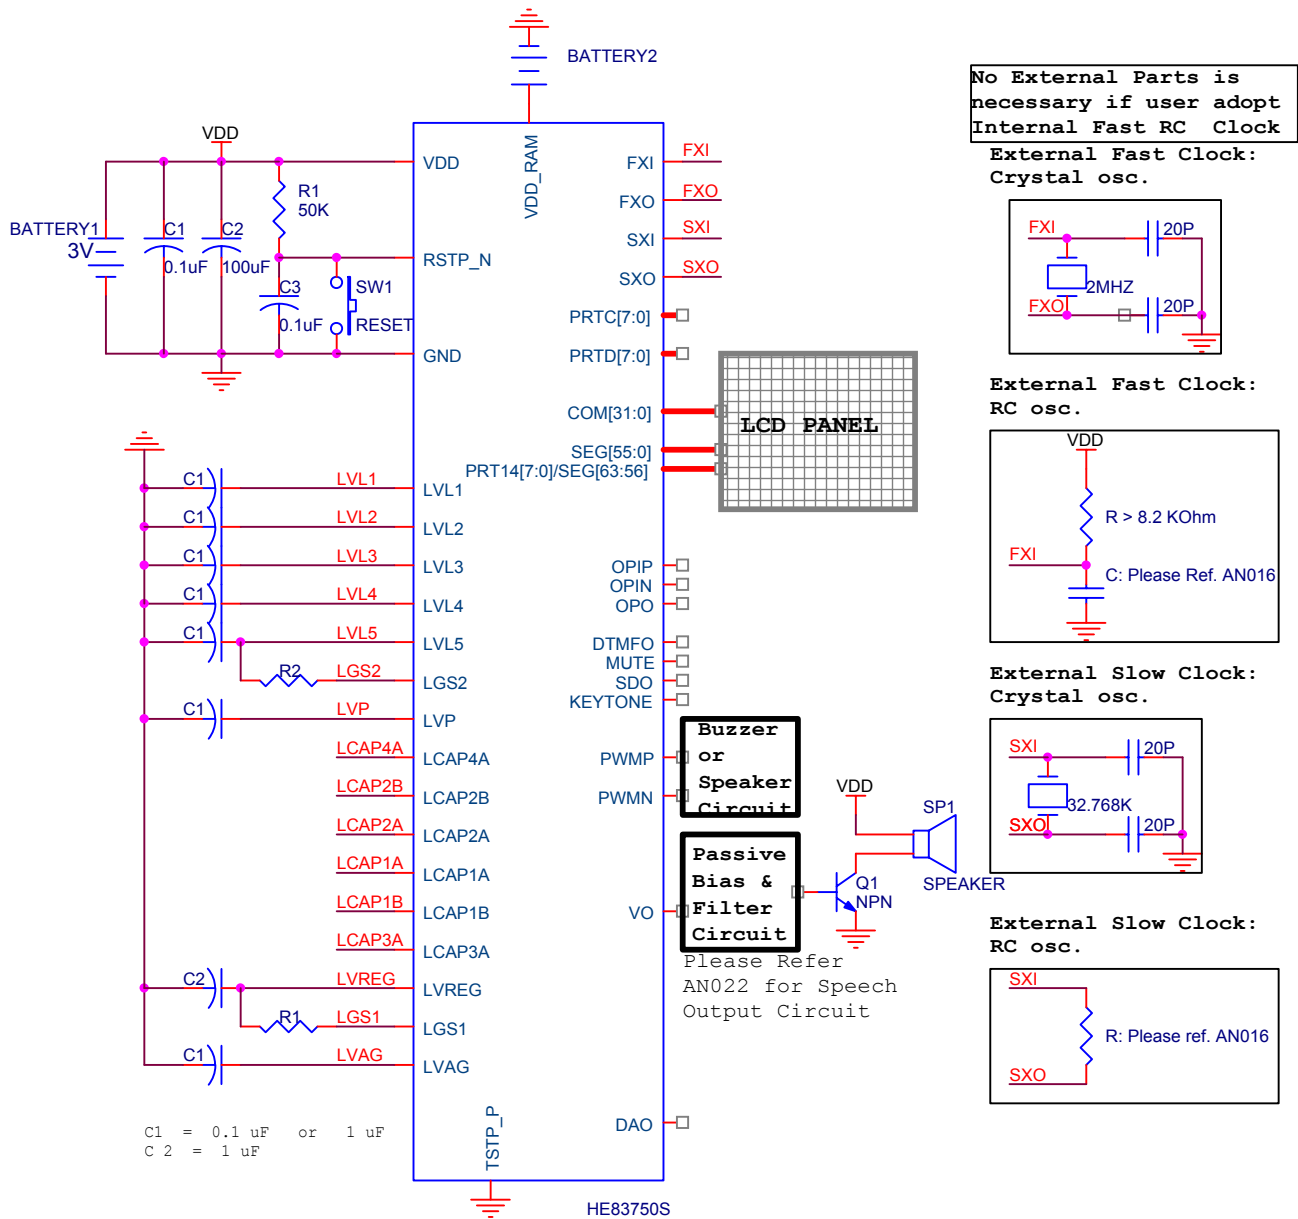 BATTERY2
VDD
BATTERY1
3V
C1
0.1uF
C2
100uF
R1
50K
C3
0.1uF
SW1
RESET
VDD
VDD_RAM
RSTP_N
GND
FXI
FXI
FXO
FXO
SXI
SXI
SXO
SXO
PRTC[7:0]
PRTD[7:0]
COM[31:0]
SEG[55:0]
PRT14[7:0]/SEG[63:56]
LCD PANEL
C1
LVL1
LVL1
C1
LVL2
LVL2
C1
LVL3
LVL3
C1
LVL4
LVL4
C1
LVL5
LVL5
R2
LGS2
LGS2
C1
LVP
LVP
LCAP4A
LCAP4A
LCAP2B
LCAP2B
LCAP2A
LCAP2A
LCAP1A
LCAP1A
LCAP1B
LCAP1B
LCAP3A
LCAP3A
C2
LVREG
LVREG
R1
LGS1
LGS1
C1
LVAG
LVAG
TSTP_P
C1 = 0.1 uF or 1 uF
C 2 = 1 uF
OPIP
OPIN
OPO
DTMFO
MUTE
SDO
KEYTONE
PWMP
PWMN
VO
DAO
HE83750S
Buzzer
or
Speaker
Circuit
Passive
Bias &
Filter
Circuit
VDD
SP1
SPEAKER
Q1
NPN
Please Refer
AN022 for Speech
Output Circuit
No External Parts is
necessary if user adopt
Internal Fast RC Clock
External Fast Clock:
Crystal osc.
FXI
20P
2MHZ
FXO
20P
External Fast Clock:
RC osc.
VDD
R > 8.2 KOhm
FXI
C: Please Ref. AN016
External Slow Clock:
Crystal osc.
SXI
20P
32.768K
SXO
20P
External Slow Clock:
RC osc.
SXI
R: Please ref. AN016
SXO